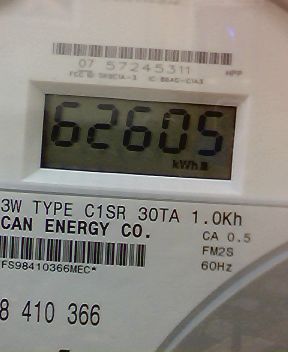 07 57245311
HPP
62605
kWh
3W TYPE C1SR 30TA 1.0Kh
CAN ENERGY CO.
CA 0.5
FM2S
60Hz
FS98410366MEC*
8 410 366